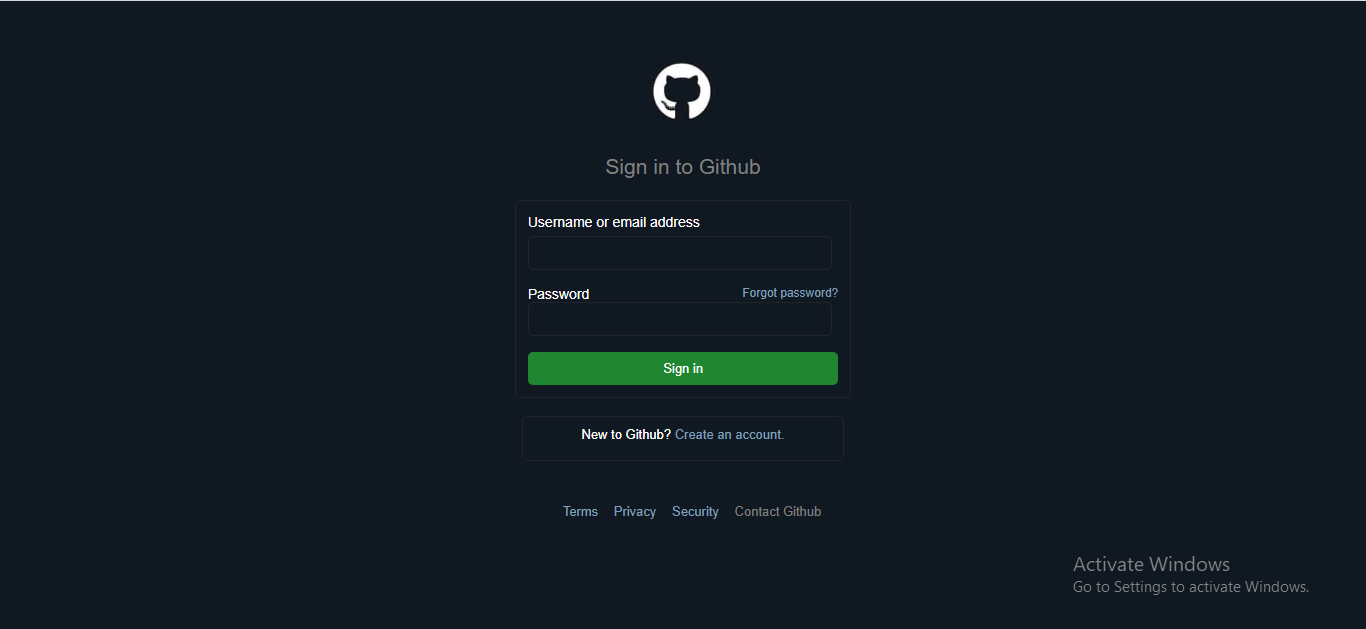 Sign in to Github
Username or email address
Password Forgot password?
Sign in
New to Github? Create an account.
Terms Privacy Security Contact Github
Activate Windows
Go to Settings to activate Windows.